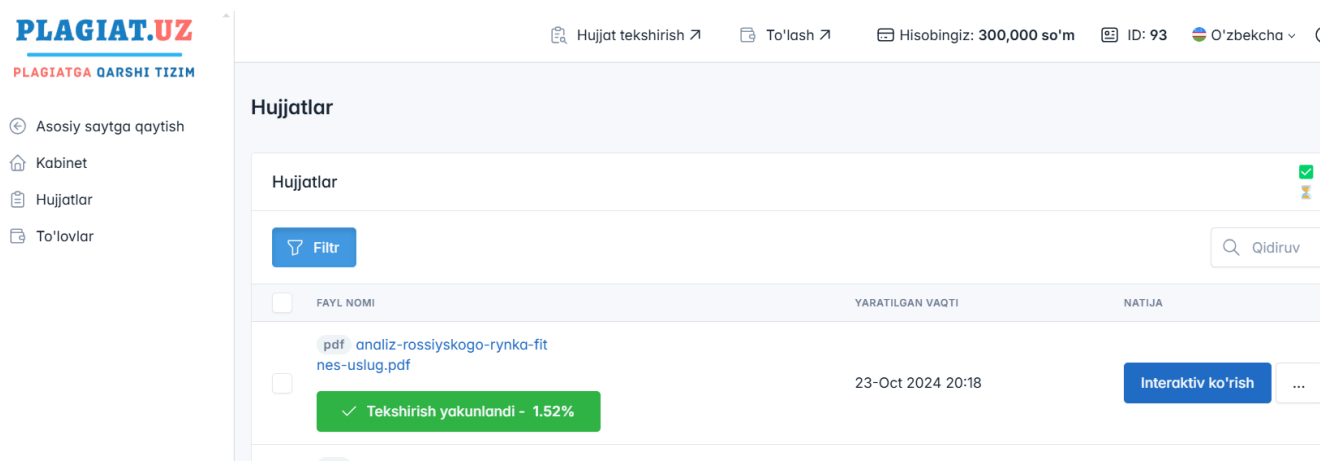 PLAGIAT.UZ
PLAGIATGA QARSHI TIZIM
Hujjat tekshirish
To'lash
Hisobingiz: 300,000 so'm
ID: 93
O'zbekcha
Asosiy saytga qaytish
Kabinet
Hujjatlar
To'lovlar
Hujjatlar
Hujjatlar
Filtr
Qidiruv
FAYL NOMI
YARATILGAN VAQTI
NATIJA
pdf analiz-rossiyskogo-rynka-fit
nes-uslug.pdf
Tekshirish yakunlandi - 1.52%
23-Oct 2024 20:18
Interaktiv ko'rish
...